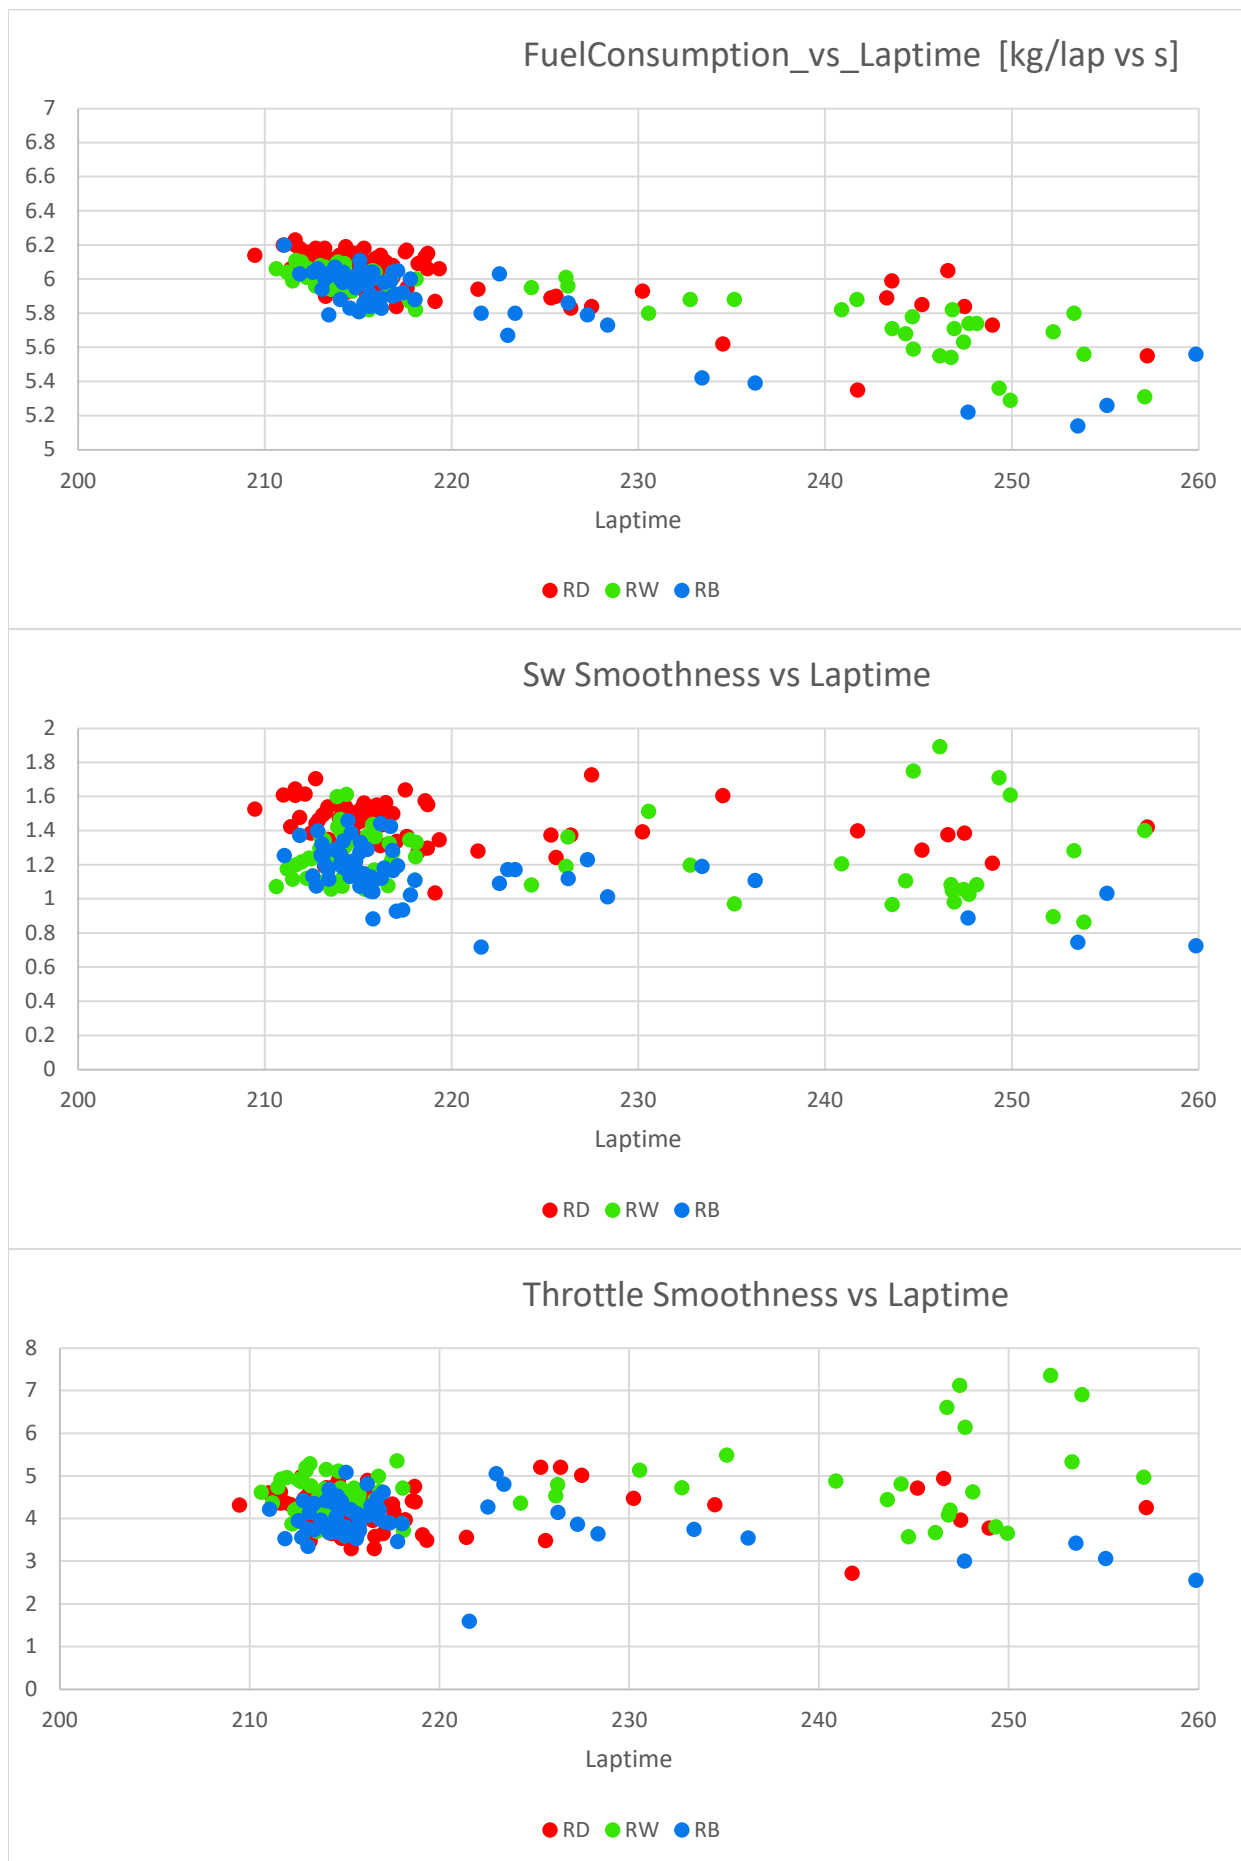 FuelConsumption_vs_Laptime [kg/lap vs s]
7
6.8
6.6
6.4
6.2
6
5.8
5.6
5.4
5.2
5
200 210 220 230 240 250 260
Laptime
RD RW RB
Sw Smoothness vs Laptime
2
1.8
1.6
1.4
1.2
1
0.8
0.6
0.4
0.2
0
200 210 220 230 240 250 260
Laptime
RD RW RB
Throttle Smoothness vs Laptime
8
7
6
5
4
3
2
1
0
200 210 220 230 240 250 260
Laptime
RD RW RB